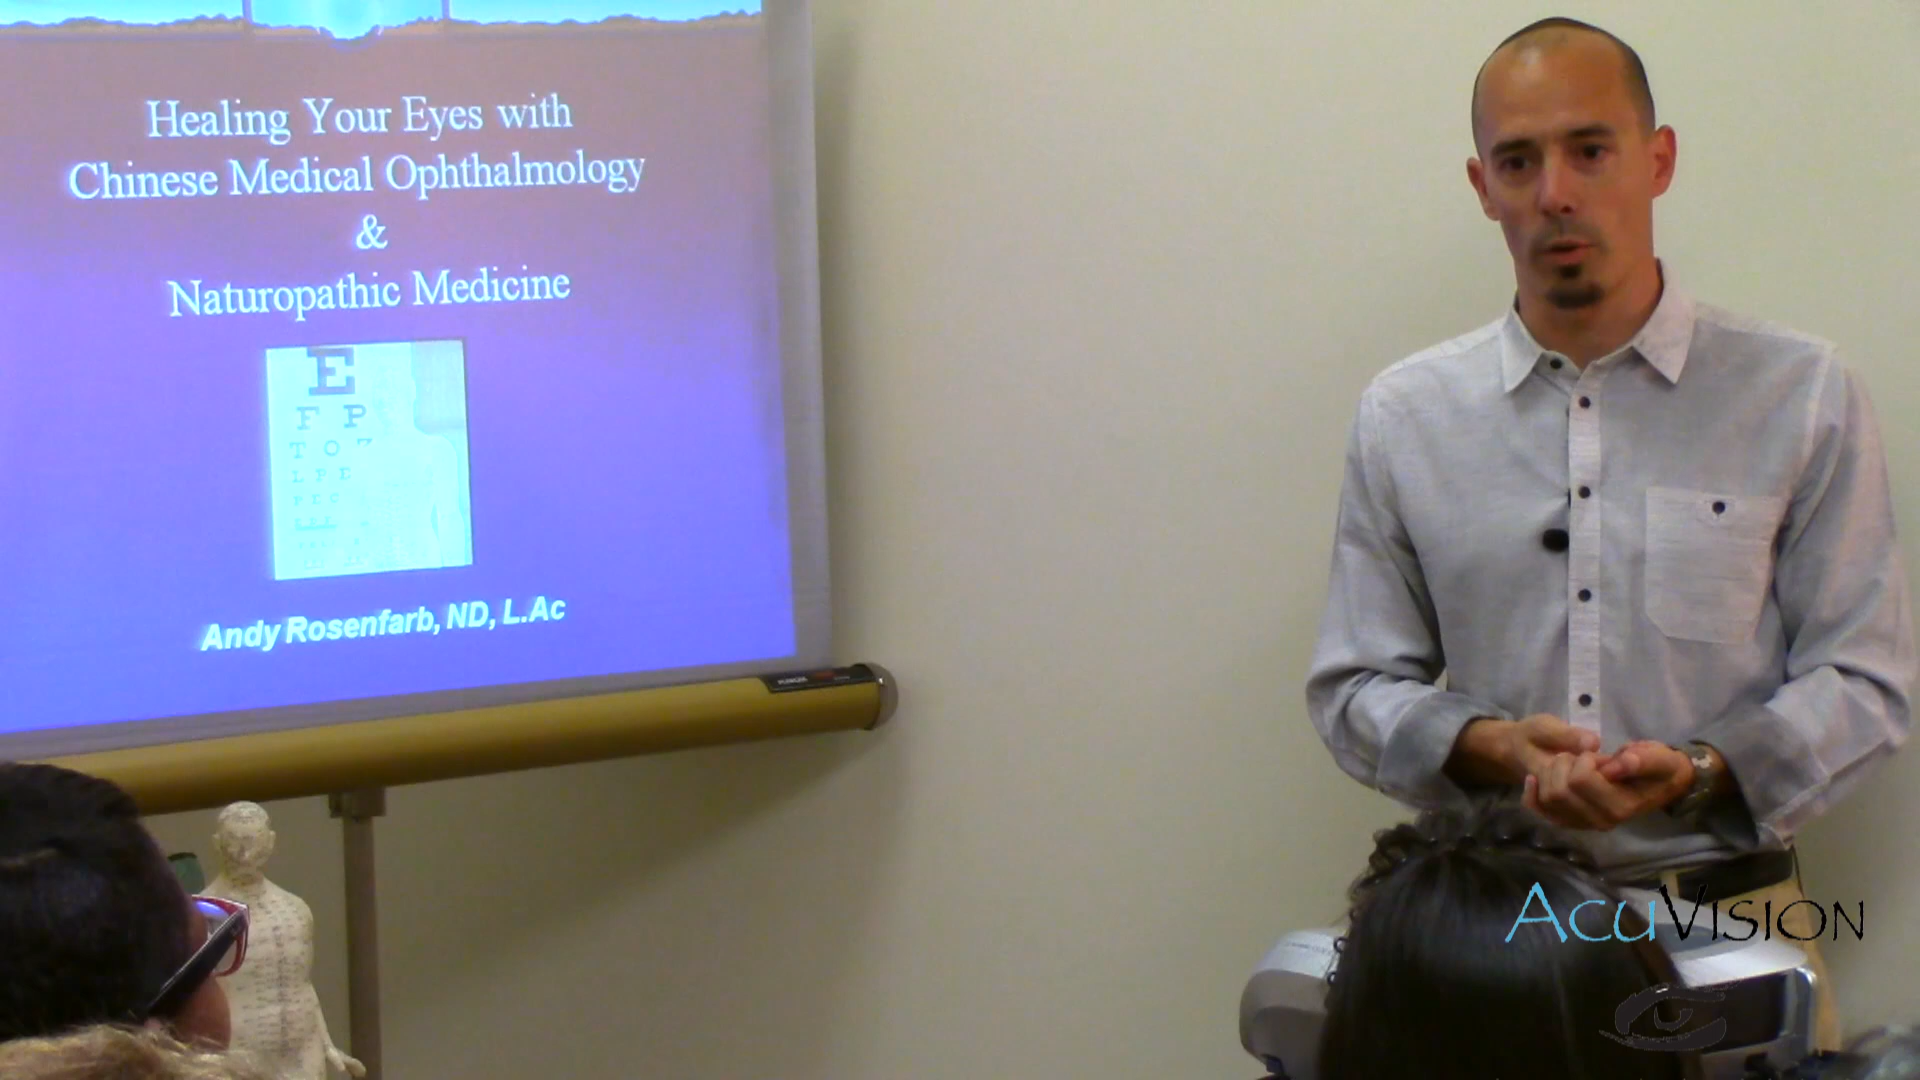 Healing Your Eyes with
Chinese Medical Ophthalmology
&
Naturopathic Medicine
E
F P
T O Z
L P E
Andy Rosenfarb, ND, L.Ac
AcuVision